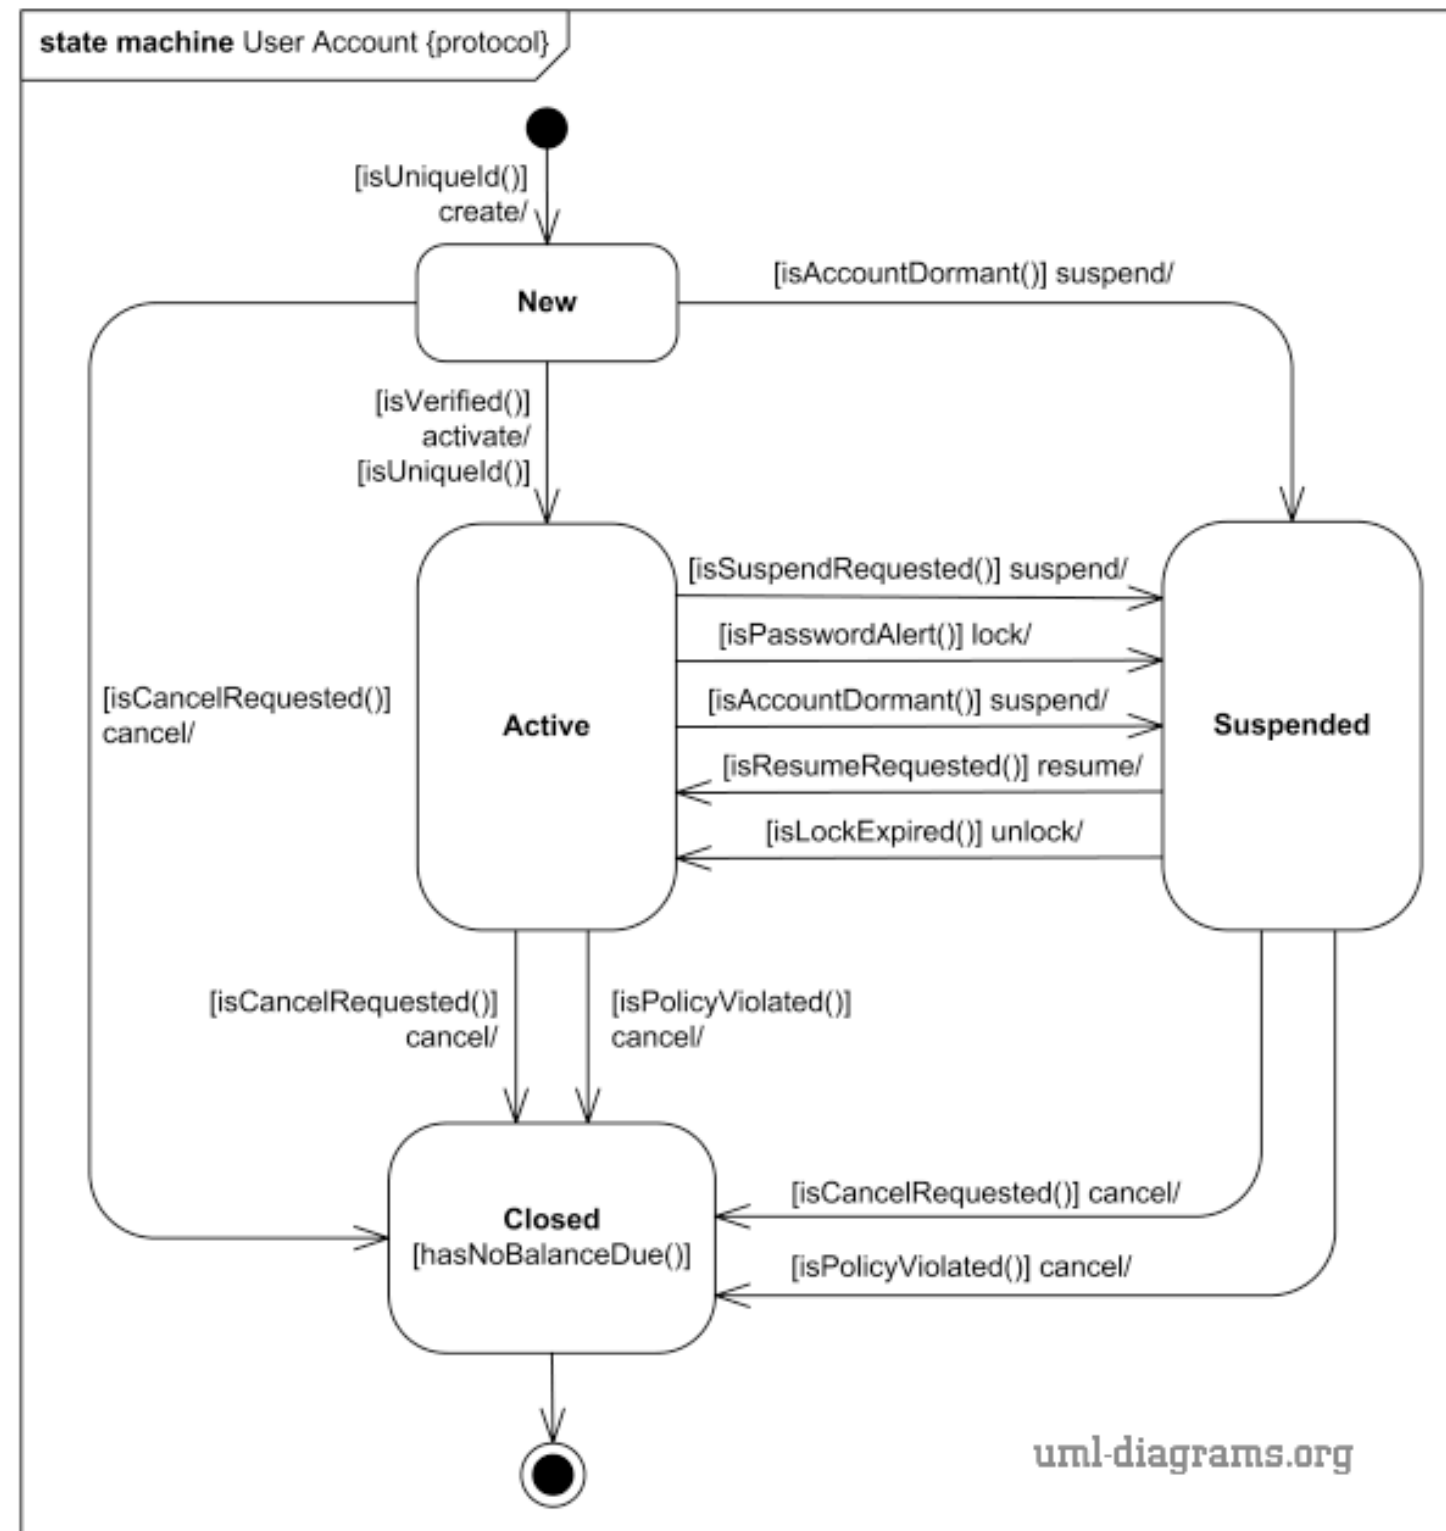 state machine User Account {protocol}
[isUniqueId()]
create/
New
[isAccountDormant()] suspend/
[isVerified()]
activate/
[isUniqueId()]
[isSuspendRequested()] suspend/
[isPasswordAlert()] lock/
[isAccountDormant()] suspend/
[isResumeRequested()] resume/
[isLockExpired()] unlock/
Active
Suspended
[isCancelRequested()]
cancel/
[isCancelRequested()]
cancel/
[isPolicyViolated()]
cancel/
Closed
[hasNoBalanceDue()]
[isCancelRequested()] cancel/
[isPolicyViolated()] cancel/
uml-diagrams.org